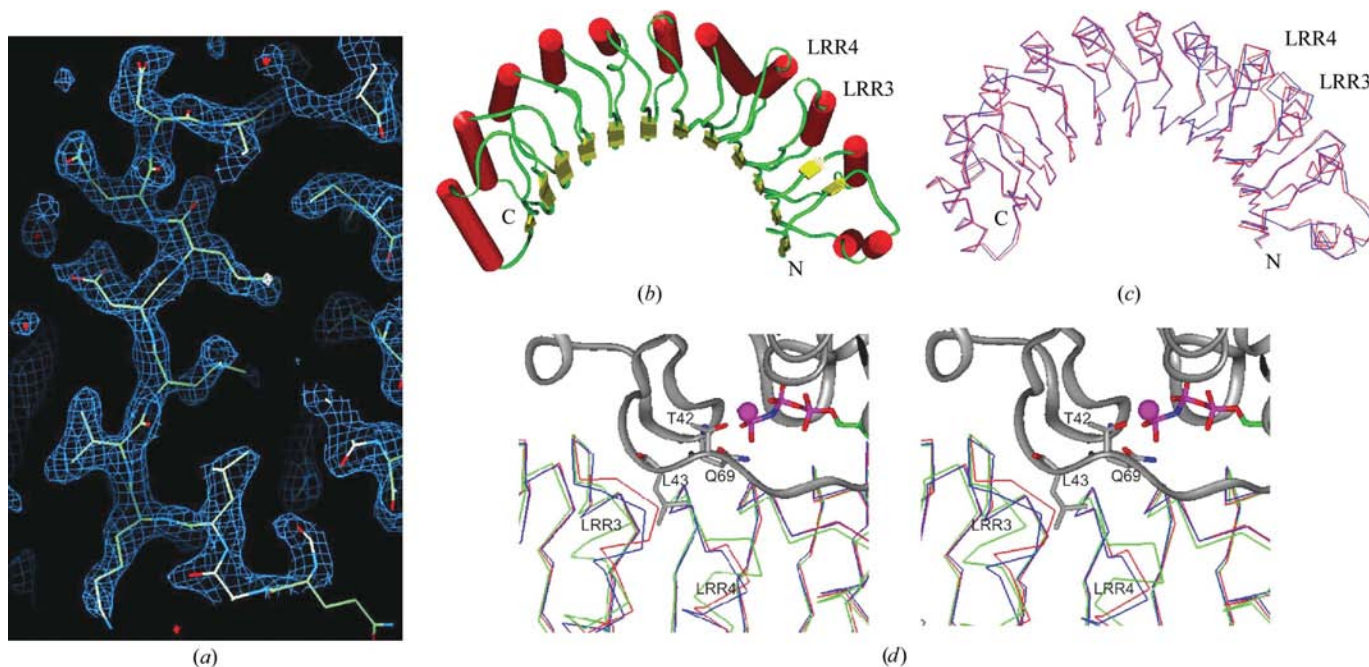 LRR4
LRR3
C
N
(b)
LRR4
LRR3
C
N
(c)
(a)
T42
L43
Q69
LRR3
LRR4
T42
L43
Q69
LRR3
LRR4
(d)